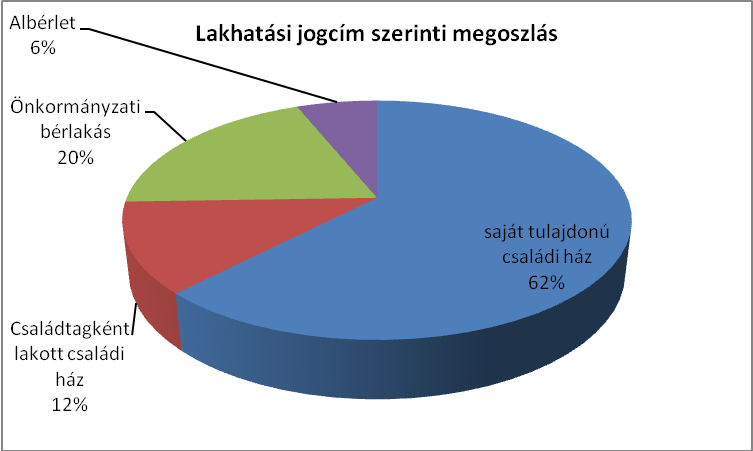 Lakhatási jogcím szerinti megoszlás
Albérlet
6%
Önkormányzati
bérlakás
20%
saját tulajdonú
családi ház
62%
Családtagként
lakott családi
ház
12%